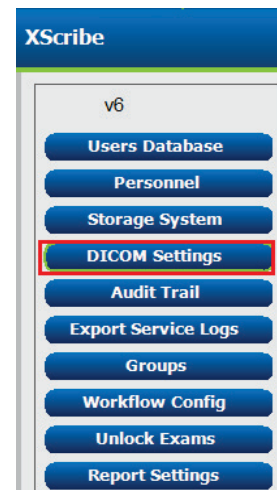 XScribe
v6
Users Database
Personnel
Storage System
DICOM Settings
Audit Trail
Export Service Logs
Groups
Workflow Config
Unlock Exams
Report Settings